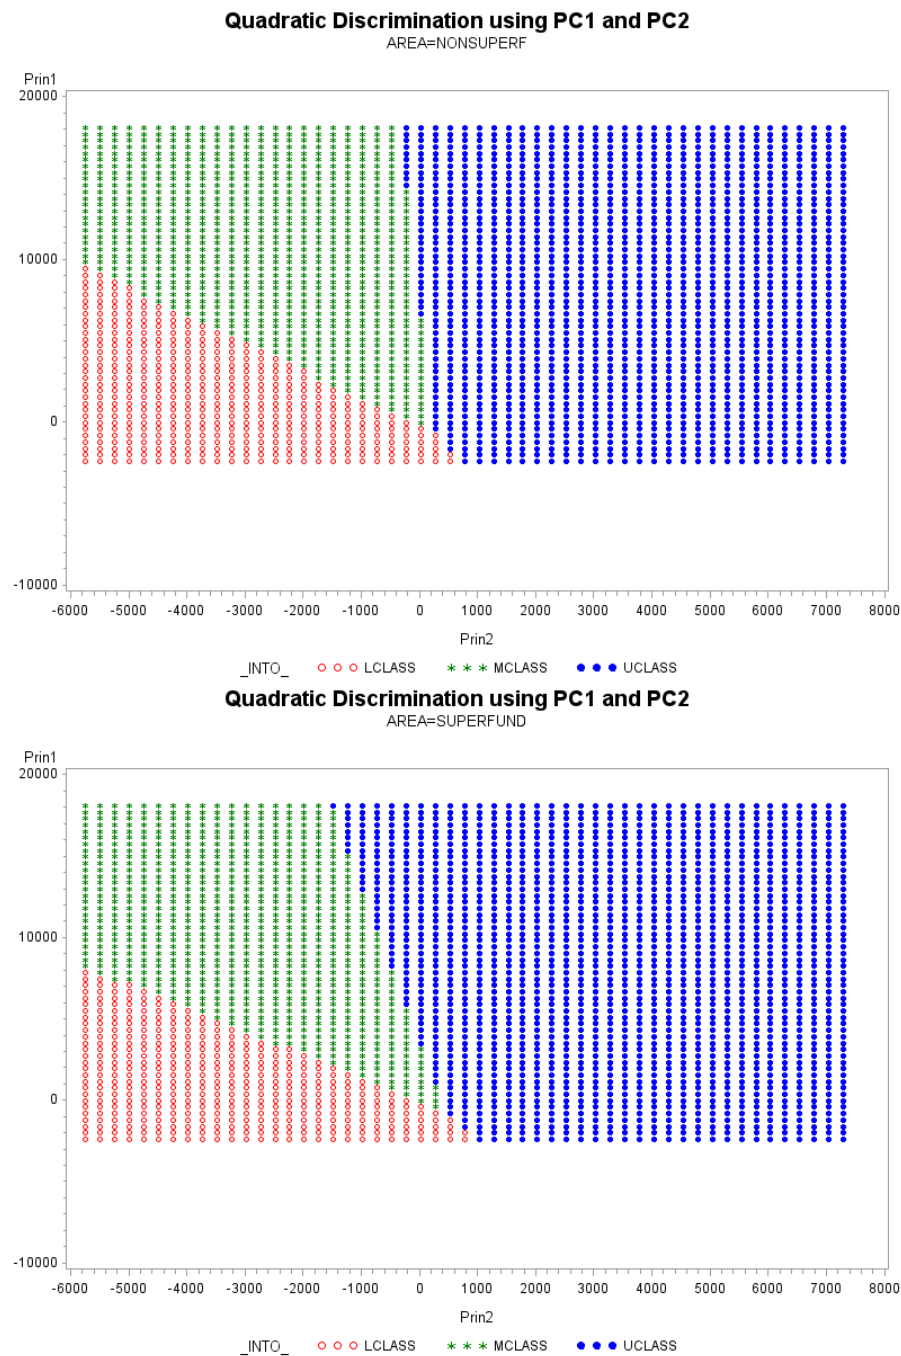 Quadratic Discrimination using PC1 and PC2
AREA=NONSUPERF
Prin1
20000
10000
0
-10000
-6000 -5000 -4000 -3000 -2000 -1000 0 1000 2000 3000 4000 5000 6000 7000 8000
Prin2
_INTO_ LCLASS MCLASS UCLASS
Quadratic Discrimination using PC1 and PC2
AREA=SUPERFUND
Prin1
20000
10000
0
-10000
-6000 -5000 -4000 -3000 -2000 -1000 0 1000 2000 3000 4000 5000 6000 7000 8000
Prin2
_INTO_ LCLASS MCLASS UCLASS